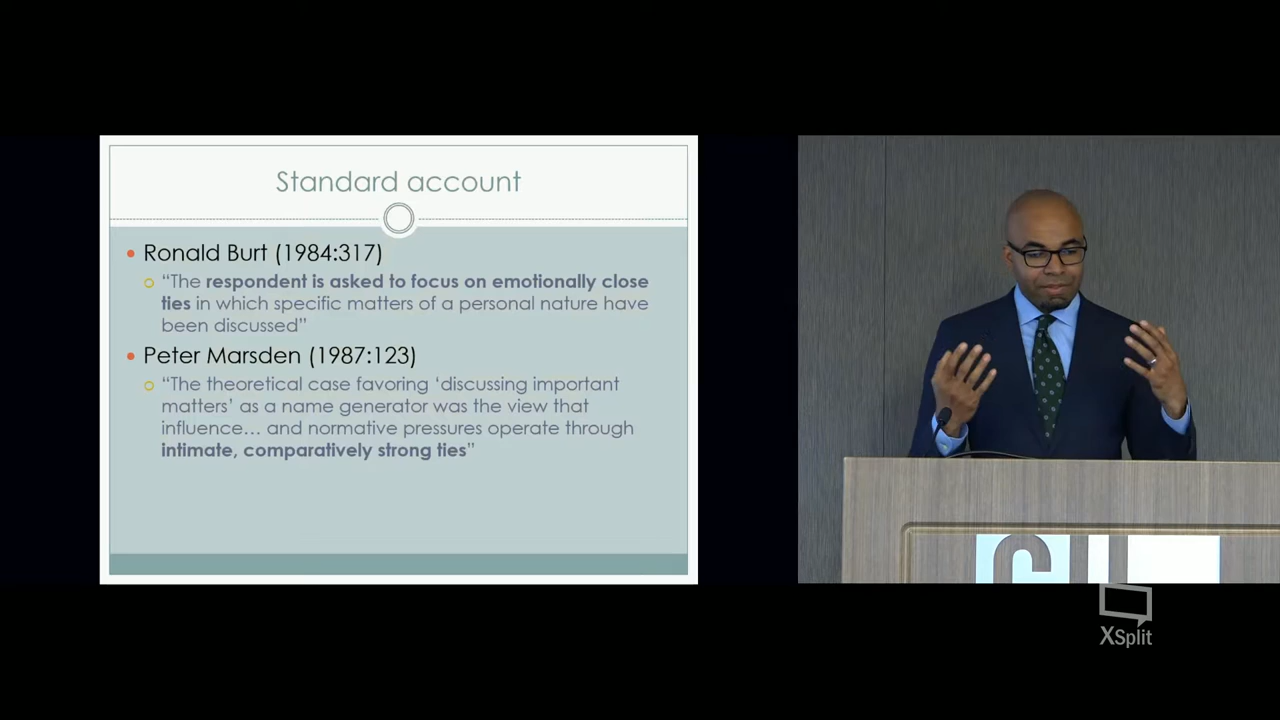 Standard account
Ronald Burt (1984:317)
“The respondent is asked to focus on emotionally close
ties in which specific matters of a personal nature have
been discussed”
Peter Marsden (1987:123)
“The theoretical case favoring ‘discussing important
matters’ as a name generator was the view that
influence… and normative pressures operate through
intimate, comparatively strong ties”
XSplit